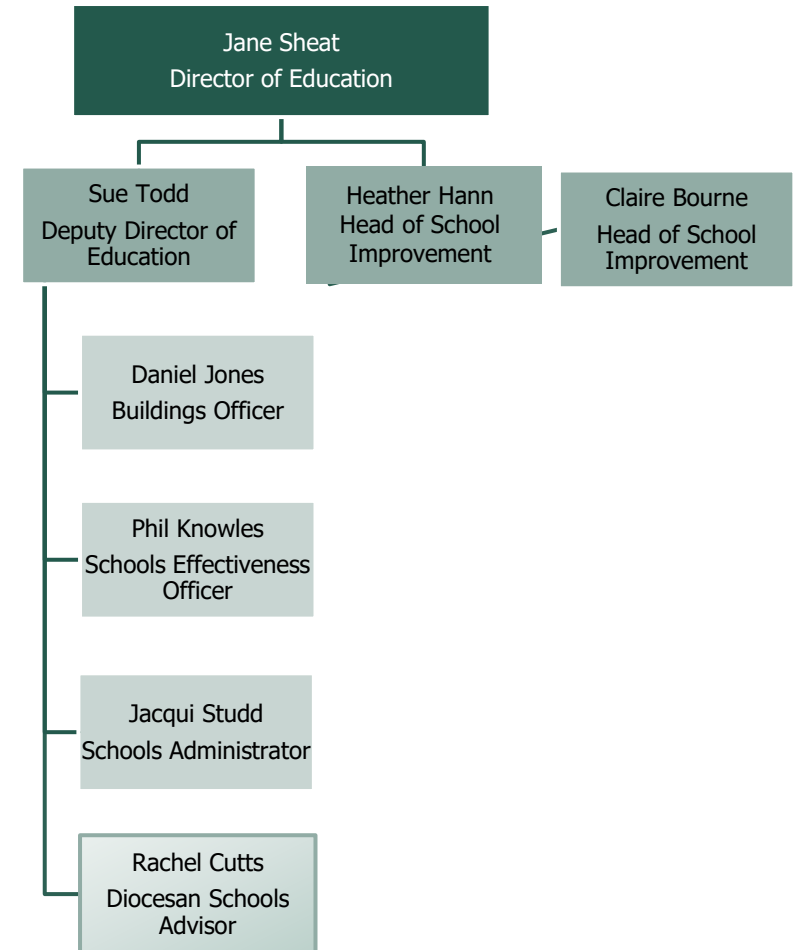 Jane Sheat
Director of Education
Sue Todd
Deputy Director of
Education
Heather Hann
Head of School
Improvement
Claire Bourne
Head of School
Improvement
Daniel Jones
Buildings Officer
Phil Knowles
Schools Effectiveness
Officer
Jacqui Studd
Schools Administrator
Rachel Cutts
Diocesan Schools
Advisor